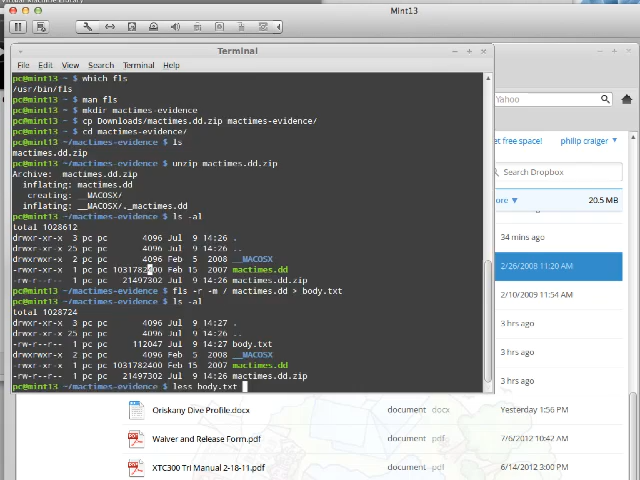 Mint13
Terminal
File Edit View Search Terminal Help
pc@mint13 ~ $ which fls
/usr/bin/fls
pc@mint13 ~ $ man fls
pc@mint13 ~ $ mkdir mactimes-evidence
pc@mint13 ~ $ cp Downloads/mactimes.dd.zip mactimes-evidence/
pc@mint13 ~ $ cd mactimes-evidence/
pc@mint13 ~/mactimes-evidence $ ls
mactimes.dd.zip
pc@mint13 ~/mactimes-evidence $ unzip mactimes.dd.zip
Archive:  mactimes.dd.zip
  inflating: mactimes.dd
   creating: __MACOSX/
  inflating: __MACOSX/._mactimes.dd
pc@mint13 ~/mactimes-evidence $ ls -al
total 1028612
drwxr-xr-x  3 pc pc       4096 Jul  9 14:26 .
drwxr-xr-x 25 pc pc       4096 Jul  9 14:26 ..
drwxrwxr-x  2 pc pc       4096 Feb  5  2008 __MACOSX
-rwxr-xr-x  1 pc pc 1031782400 Feb 15  2007 mactimes.dd
-rw-r--r--  1 pc pc   21497302 Jul  9 14:26 mactimes.dd.zip
pc@mint13 ~/mactimes-evidence $ fls -r -m / mactimes.dd > body.txt
pc@mint13 ~/mactimes-evidence $ ls -al
total 1028724
drwxr-xr-x  3 pc pc       4096 Jul  9 14:27 .
drwxr-xr-x 25 pc pc       4096 Jul  9 14:26 ..
-rw-r--r--  1 pc pc     112047 Jul  9 14:27 body.txt
drwxrwxr-x  2 pc pc       4096 Feb  5  2008 __MACOSX
-rwxr-xr-x  1 pc pc 1031782400 Feb 15  2007 mactimes.dd
-rw-r--r--  1 pc pc   21497302 Jul  9 14:26 mactimes.dd.zip
pc@mint13 ~/mactimes-evidence $ less body.txt
Yahoo
et free space! philip craiger
Search Dropbox
ore 20.5 MB
34 mins ago
2/26/2008 11:20 AM
2/10/2009 11:54 AM
3 hrs ago
3 hrs ago
3 hrs ago
Oriskany Dive Profile.docx document docx Yesterday 1:56 PM
Waiver and Release Form.pdf document pdf 7/6/2012 10:42 AM
XTC300 Tri Manual 2-18-11.pdf document pdf 6/14/2012 3:00 PM